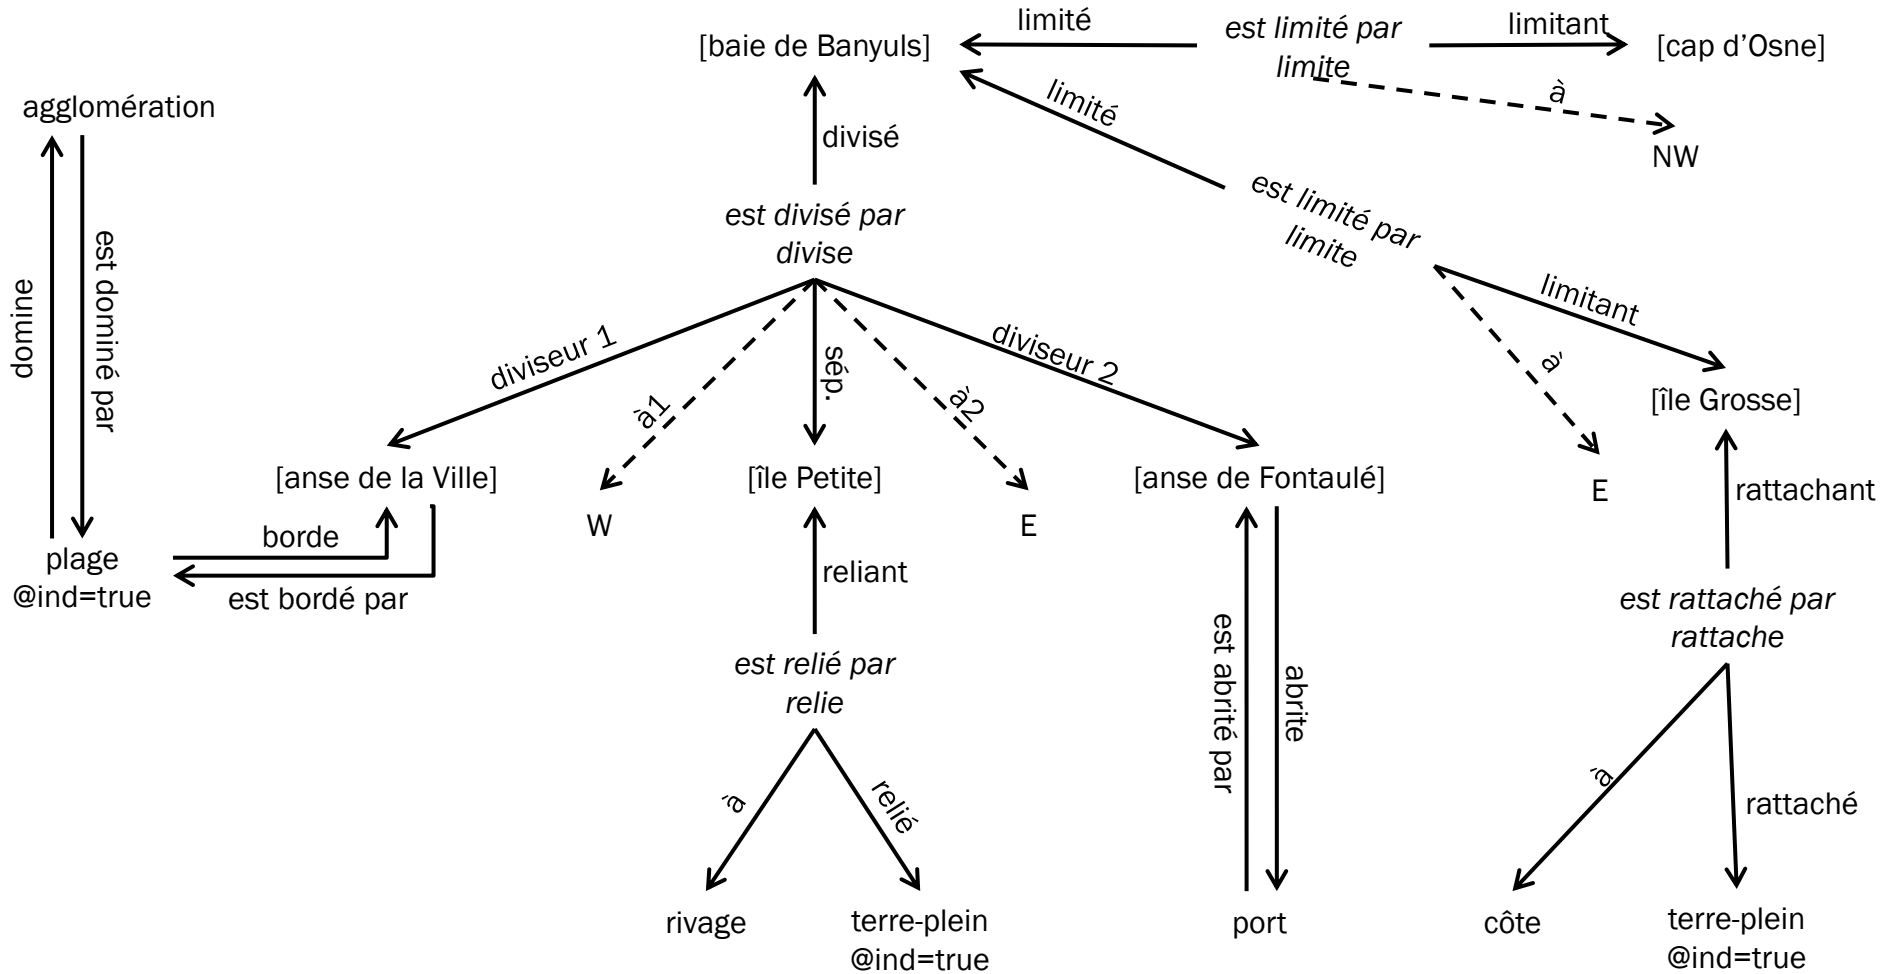 limité
est limité par
limite
limitant
[baie de Banyuls]
[cap d'Osne]
à
NW
agglomération
limité
divisé
est limité par
limite
est divisé par
divise
domine
est dominé par
limitant
à
diviseur 1
à1
sép.
à2
diviseur 2
[île Grosse]
[anse de la Ville]
W
[île Petite]
E
[anse de Fontaulé]
E
rattachant
borde
plage
@ind=true
est bordé par
reliant
est rattaché par
rattache
est relié par
relie
est abrité par
abrite
à
relié
à
rattaché
rivage
terre-plein
@ind=true
port
côte
terre-plein
@ind=true